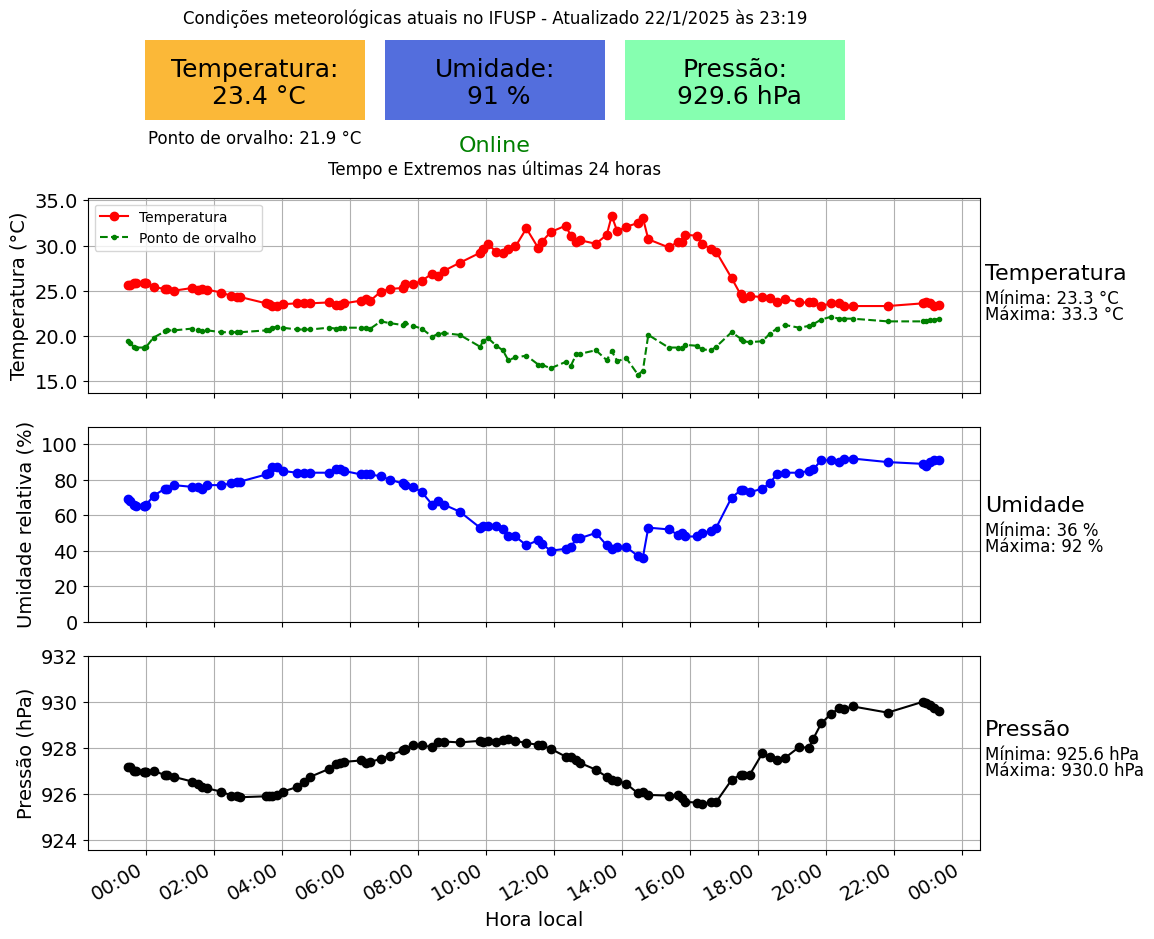 Condições meteorológicas atuais no IFUSP - Atualizado 22/1/2025 às 23:19
Temperatura:
23.4 °C
Umidade:
91 %
Pressão:
929.6 hPa
Ponto de orvalho: 21.9 °C
Online
Tempo e Extremos nas últimas 24 horas
Temperatura (°C)
35.0
30.0
25.0
20.0
15.0
Temperatura
Ponto de orvalho
Temperatura
Mínima: 23.3 °C
Máxima: 33.3 °C
Umidade relativa (%)
100
80
60
40
20
0
Umidade
Mínima: 36 %
Máxima: 92 %
Pressão (hPa)
932
930
928
926
924
Pressão
Mínima: 925.6 hPa
Máxima: 930.0 hPa
00:00 02:00 04:00 06:00 08:00 10:00 12:00 14:00 16:00 18:00 20:00 22:00 00:00
Hora local